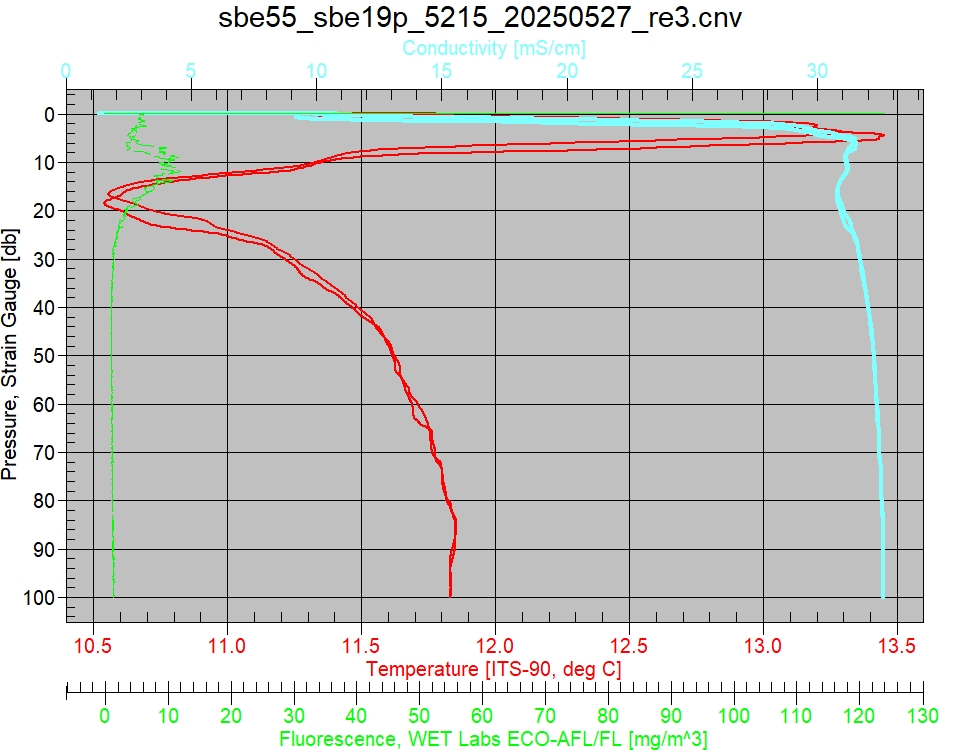 sbe55_sbe19p_5215_20250527_re3.cnv
Conductivity [mS/cm]
0 5 10 15 20 25 30
0
10
20
30
40
50
60
70
80
90
100
Pressure, Strain Gauge [db]
10.5 11.0 11.5 12.0 12.5 13.0 13.5
Temperature [ITS-90, deg C]
0 10 20 30 40 50 60 70 80 90 100 110 120 130
Fluorescence, WET Labs ECO-AFL/FL [mg/m^3]